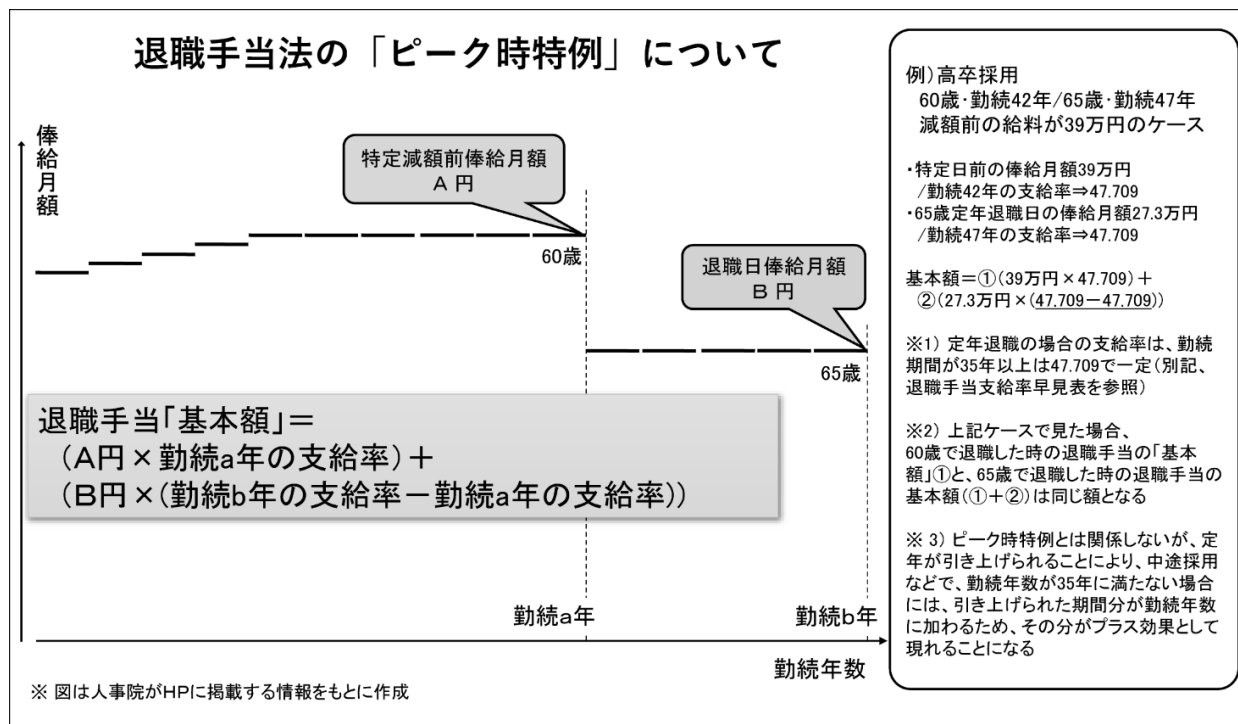 退職手当法の「ピーク時特例」について
俸給月額
特定減額前俸給月額
A 円
60歳
退職日俸給月額
B 円
65歳
退職手当「基本額」＝
（A円×勤続a年の支給率）＋
（B円×（勤続b年の支給率－勤続a年の支給率））
勤続a年
勤続b年
勤続年数
※ 図は人事院がHPに掲載する情報をもとに作成
例）高卒採用
60歳・勤続42年/65歳・勤続47年
減額前の給料が39万円のケース
・特定日前の俸給月額39万円
/勤続42年の支給率⇒47.709
・65歳定年退職日の俸給月額27.3万円
/勤続47年の支給率⇒47.709
基本額＝①（39万円×47.709）＋
②（27.3万円×（47.709－47.709））
※1） 定年退職の場合の支給率は、勤続
期間が35年以上は47.709で一定（別記、
退職手当支給率早見表を参照）
※2） 上記ケースで見た場合、
60歳で退職した時の退職手当の「基本
額」①と、65歳で退職した時の退職手当の
基本額（①＋②）は同じ額となる
※ 3） ピーク時特例とは関係しないが、定
年が引き上げられることにより、中途採用
などで、勤続年数が35年に満たない場合
には、引き上げられた期間分が勤続年数
に加わるため、その分がプラス効果として
現れることになる